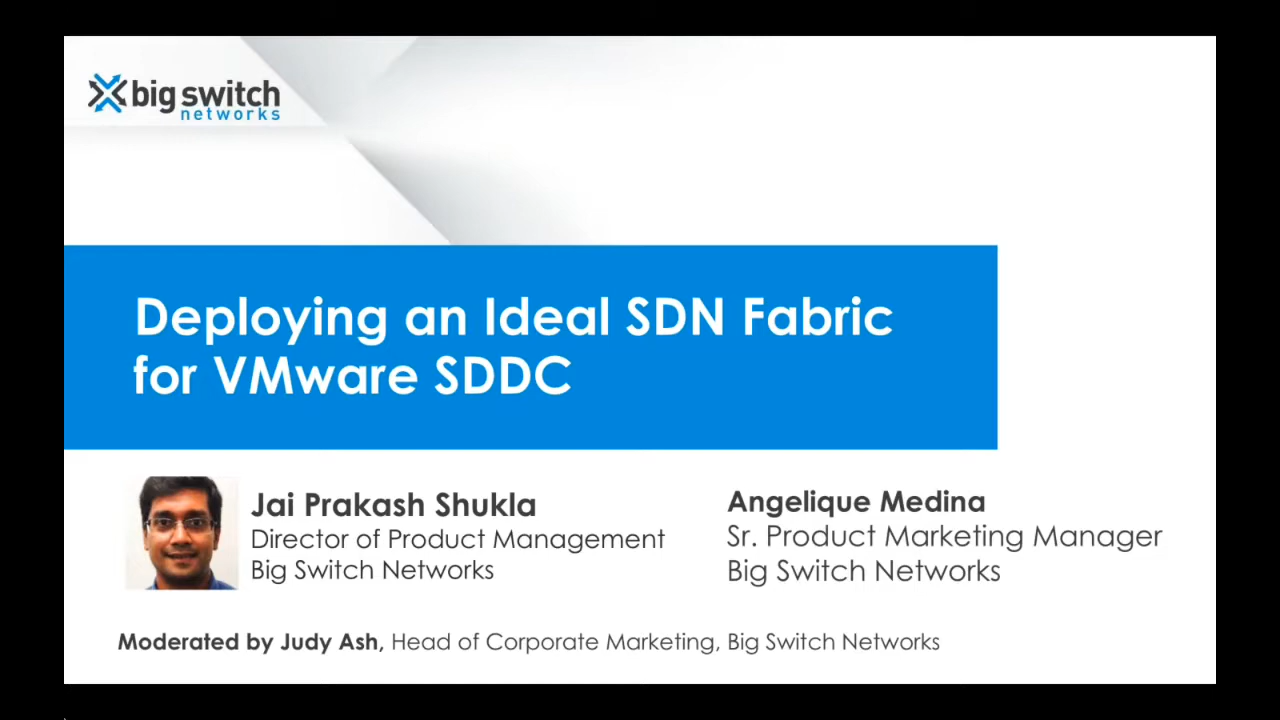 big switch
networks
Deploying an Ideal SDN Fabric
for VMware SDDC
Jai Prakash Shukla
Director of Product Management
Big Switch Networks
Angelique Medina
Sr. Product Marketing Manager
Big Switch Networks
Moderated by Judy Ash, Head of Corporate Marketing, Big Switch Networks